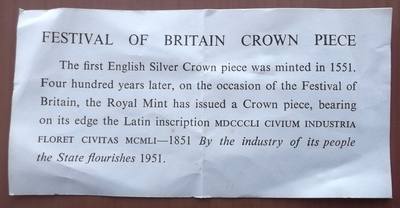 FESTIVAL OF BRITAIN CROWN PIECE
The first English Silver Crown piece was minted in 1551.
Four hundred years later, on the occasion of the Festival of
Britain, the Royal Mint has issued a Crown piece, bearing
on its edge the Latin inscription MDCCCLI CIVIUM INDUSTRIA
FLORET CIVITAS MCMLI—1851 By the industry of its people
the State flourishes 1951.